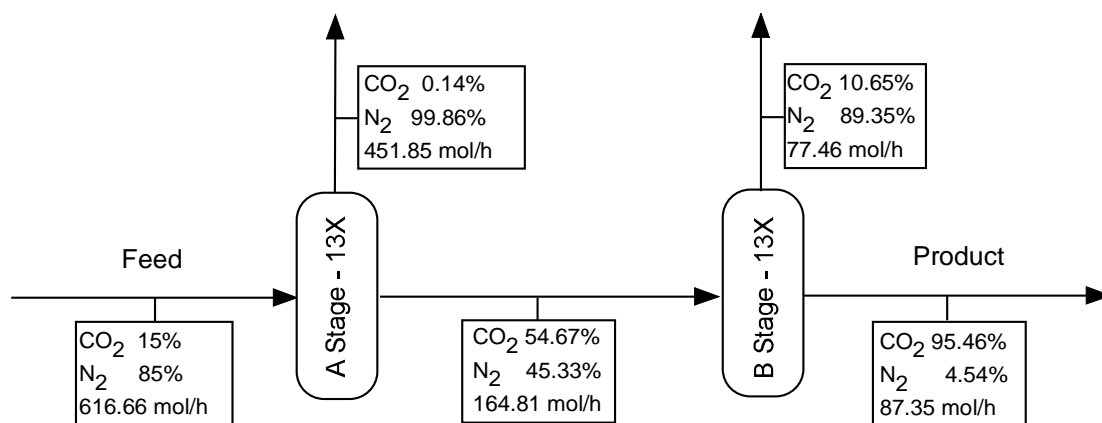 CO2 0.14%
N2 99.86%
451.85 mol/h
CO2 10.65%
N2 89.35%
77.46 mol/h
Feed
A Stage - 13X
B Stage - 13X
Product
CO2 15%
N2 85%
616.66 mol/h
CO2 54.67%
N2 45.33%
164.81 mol/h
CO2 95.46%
N2 4.54%
87.35 mol/h